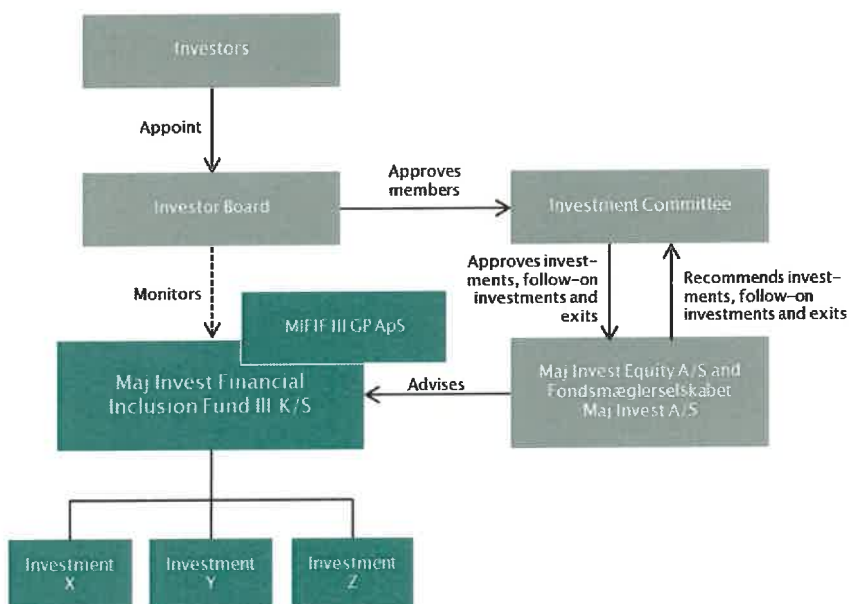 Investors
Appoint
Approves
members
Investor Board
Investment Committee
Approves invest–
ments, follow–on
investments and
exits
Recommends invest–
ments, follow–on
investments and exits
Monitors
MIFIF III GP ApS
Maj Invest Financial
Inclusion Fund III K/S
Advises
Maj Invest Equity A/S and
Fondsmæglerselskabet
Maj Invest A/S
Investment
X
Investment
Y
Investment
Z